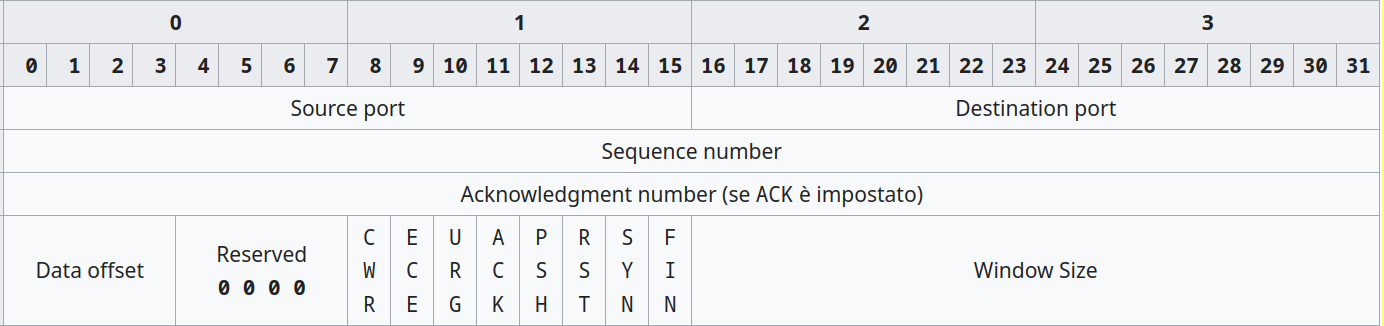 0 1 2 3
0 1 2 3 4 5 6 7 8 9 10 11 12 13 14 15 16 17 18 19 20 21 22 23 24 25 26 27 28 29 30 31
Source port Destination port
Sequence number
Acknowledgment number (se ACK è impostato)
Data offset
Reserved
0 0 0 0
CWR ECE URG ACK PSH RST SYN FIN
Window Size